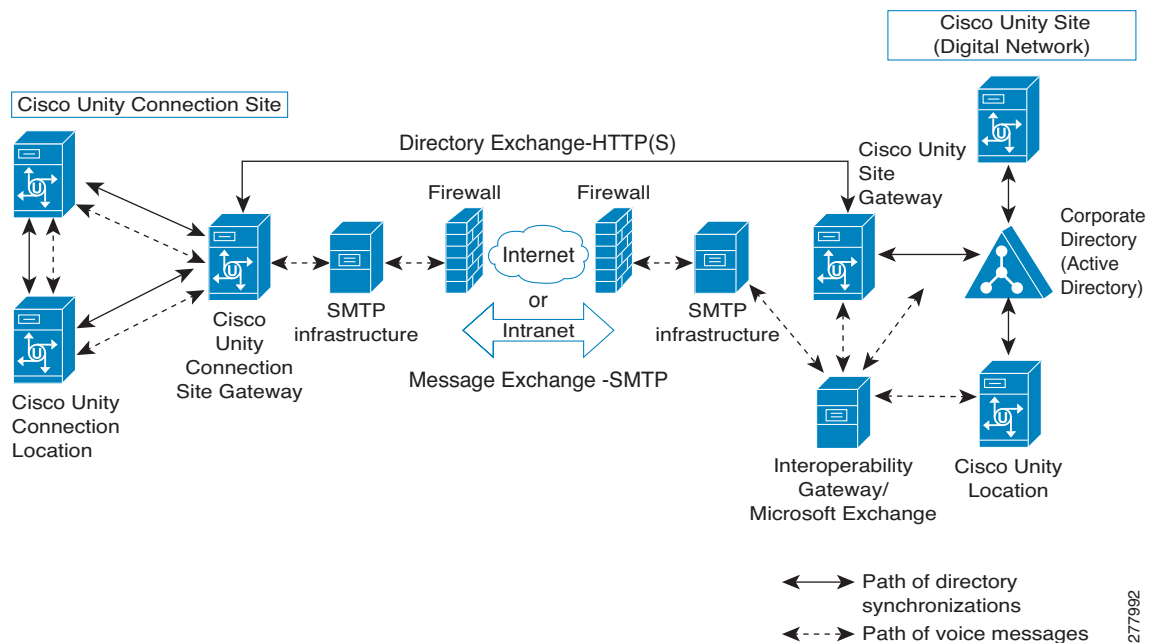 Cisco Unity Site
(Digital Network)
Cisco Unity Connection Site
Directory Exchange-HTTP(S)
Cisco Unity
Site
Gateway
Firewall
Firewall
Corporate
Directory
(Active
Directory)
Internet
or
Intranet
SMTP
infrastructure
SMTP
infrastructure
Cisco
Unity
Connection
Site Gateway
Message Exchange -SMTP
Cisco Unity
Connection
Location
Interoperability
Gateway/
Microsoft Exchange
Cisco Unity
Location
Path of directory
synchronizations
Path of voice messages
277992
U
U
U
U
U
U